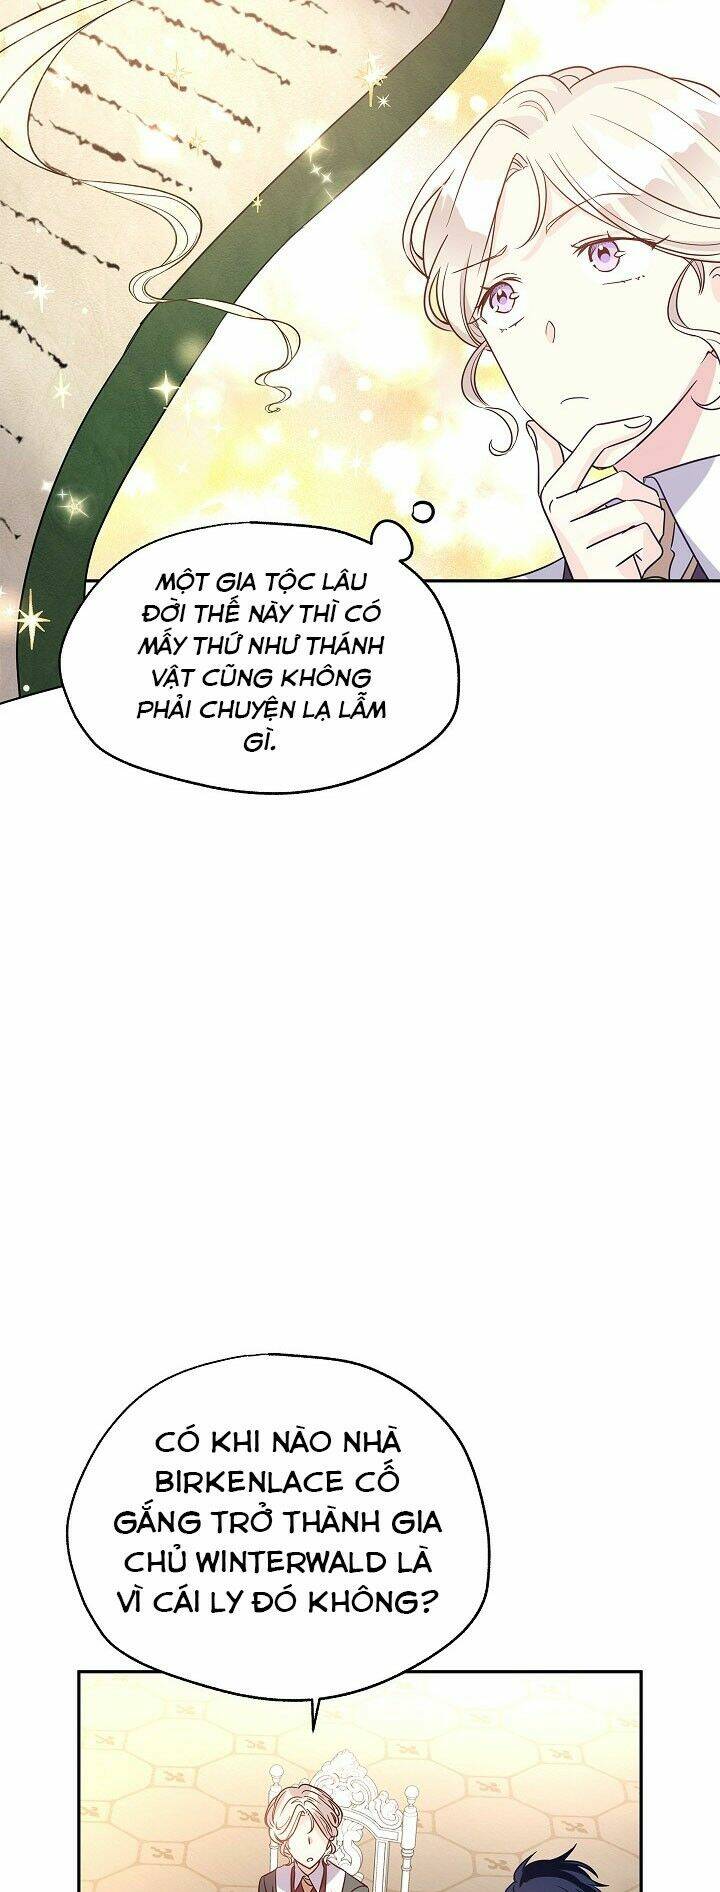 MỘT GIA TỘC LÂU
ĐỜI THẾ NÀY THÌ CÓ
MẤY THỨ NHƯ THÁNH
VẬT CŨNG KHÔNG
PHẢI CHUYỆN LẠ LẪM
GÌ.
CÓ KHI NÀO NHÀ
BIRKENLACE CỐ
GẮNG TRỞ THÀNH GIA
CHỦ WINTERWALD LÀ
VÌ CÁI LY ĐÓ KHÔNG?